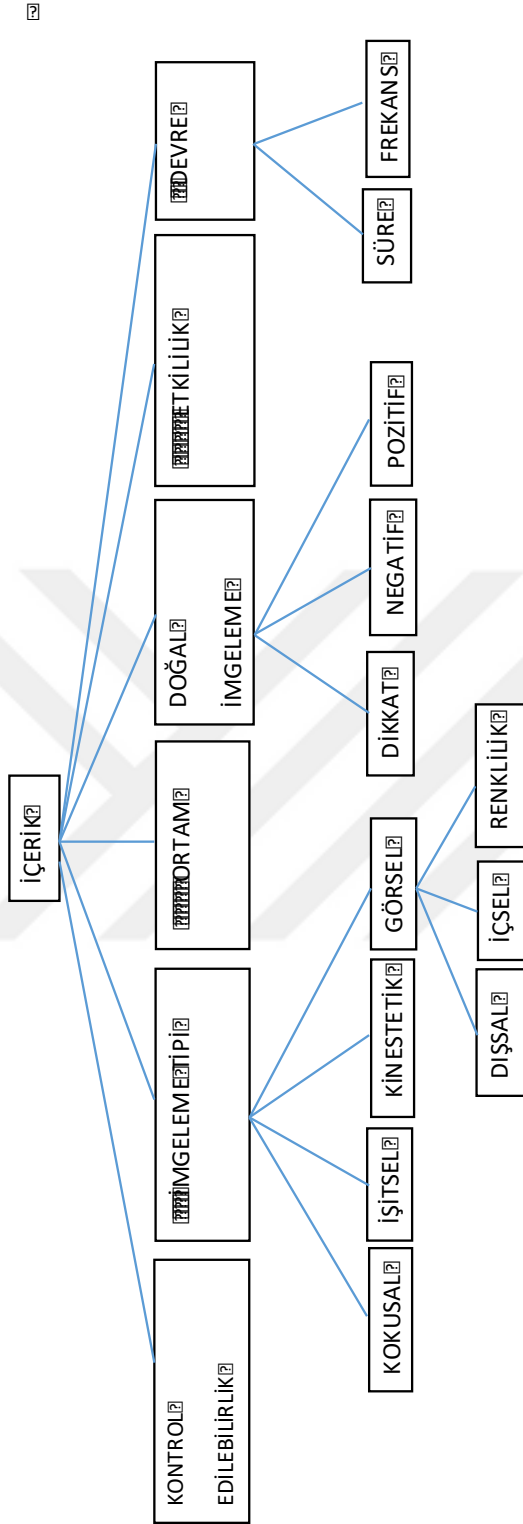 İÇERİK
KONTROL
EDİLEBİLİRLİK
İMGELEME TİPİ
ORTAM
DOĞAL
İMGELEME
ETKİLİLİK
DEVRE
KOKUSAL
İŞİTSEL
KİNESTETİK
GÖRSEL
DİKKAT
NEGATİF
POZİTİF
SÜRE
FREKANS
DIŞSAL
İÇSEL
RENKLİLİK